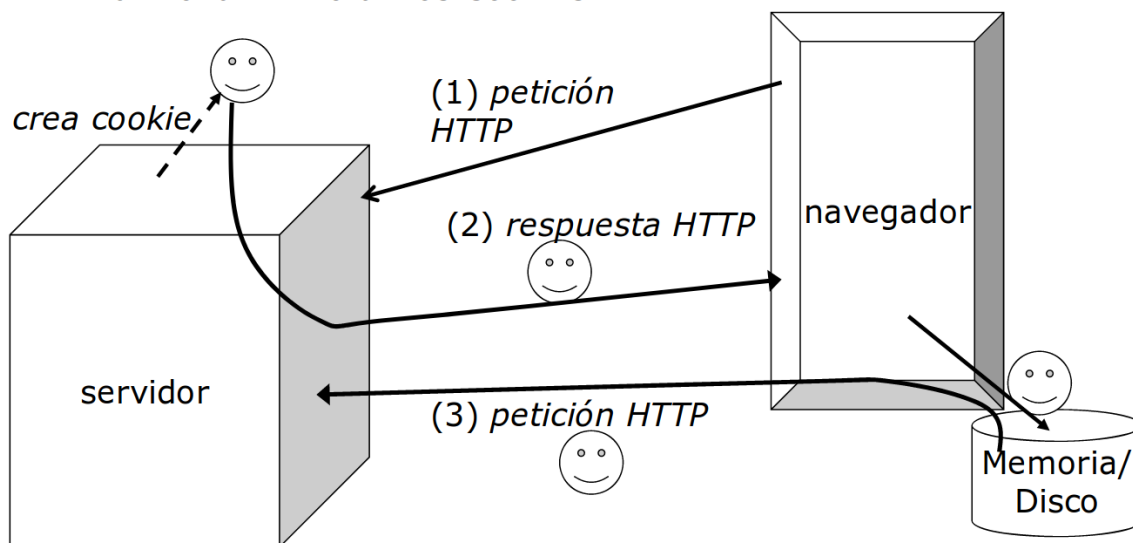 crea cookie
(1) petición
HTTP
(2) respuesta HTTP
navegador
servidor
(3) petición HTTP
Memoria/
Disco